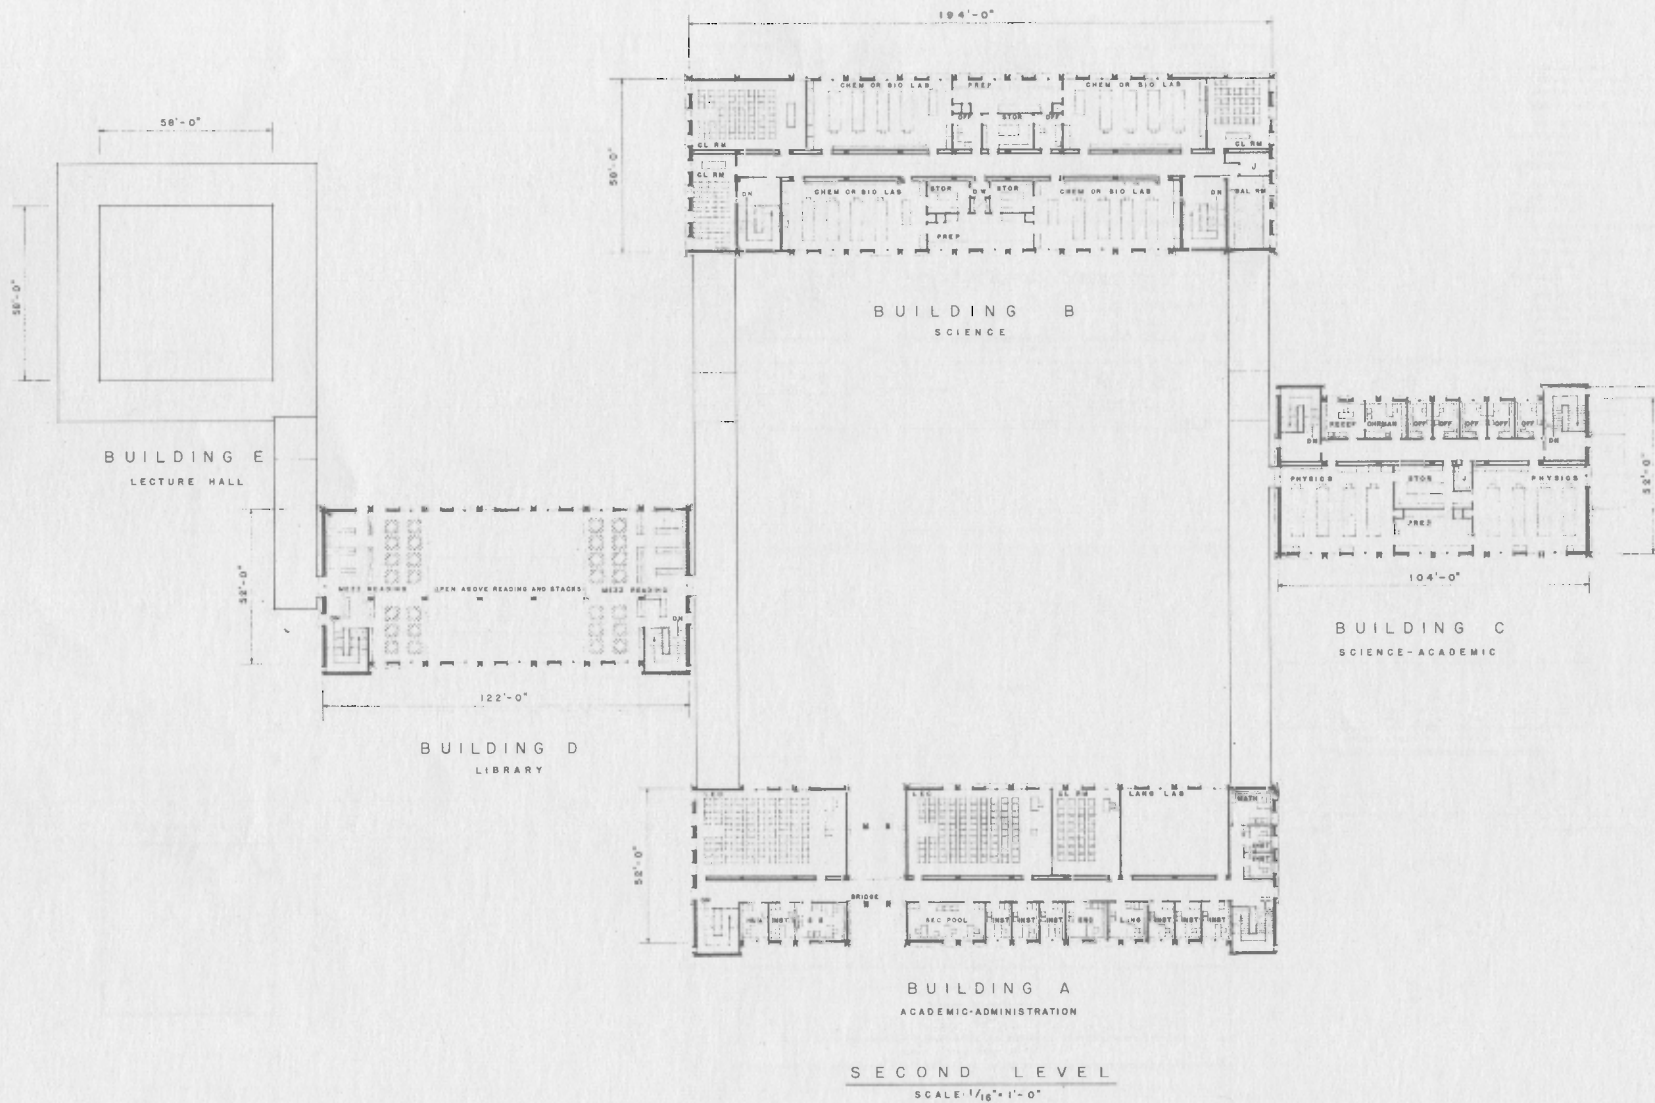 194'-0"
CHEM OR BIO LAB
PREP
CHEM OR BIO LAB
OFF
STOR
OFF
CL RM
CL RM
58'-0"
CL RM
J
DN
CHEM OR BIO LAB
STOR
DW
STOR
CHEM OR BIO LAB
DN
BAL RM
PREP
BUILDING B
SCIENCE
58'-0"
58'-0"
BUILDING E
LECTURE HALL
RECEP
CHRMAN
OFF
OFF
OFF
OFF
OFF
DN
DN
PHYSICS
STOR
J
PHYSICS
PREP
52'-0"
104'-0"
BUILDING C
SCIENCE-ACADEMIC
52'-0"
MEZZ READING
OPEN ABOVE READING AND STACKS
MEZZ READING
DN
122'-0"
BUILDING D
LIBRARY
LEC
LEC
CL RM
LANG LAB
MATH
52'-0"
BRIDGE
INST
SEC POOL
INST
INST
INST
ENG
LANG
INST
INST
INST
BUILDING A
ACADEMIC-ADMINISTRATION
SECOND LEVEL
SCALE: 1/16" = 1'-0"